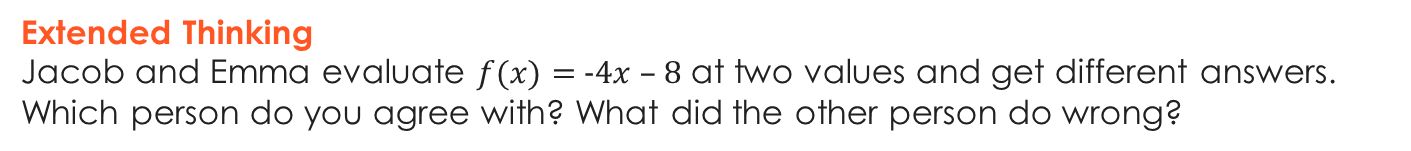 Extended Thinking
Jacob and Emma evaluate f(x) = -4x – 8 at two values and get different answers.
Which person do you agree with? What did the other person do wrong?